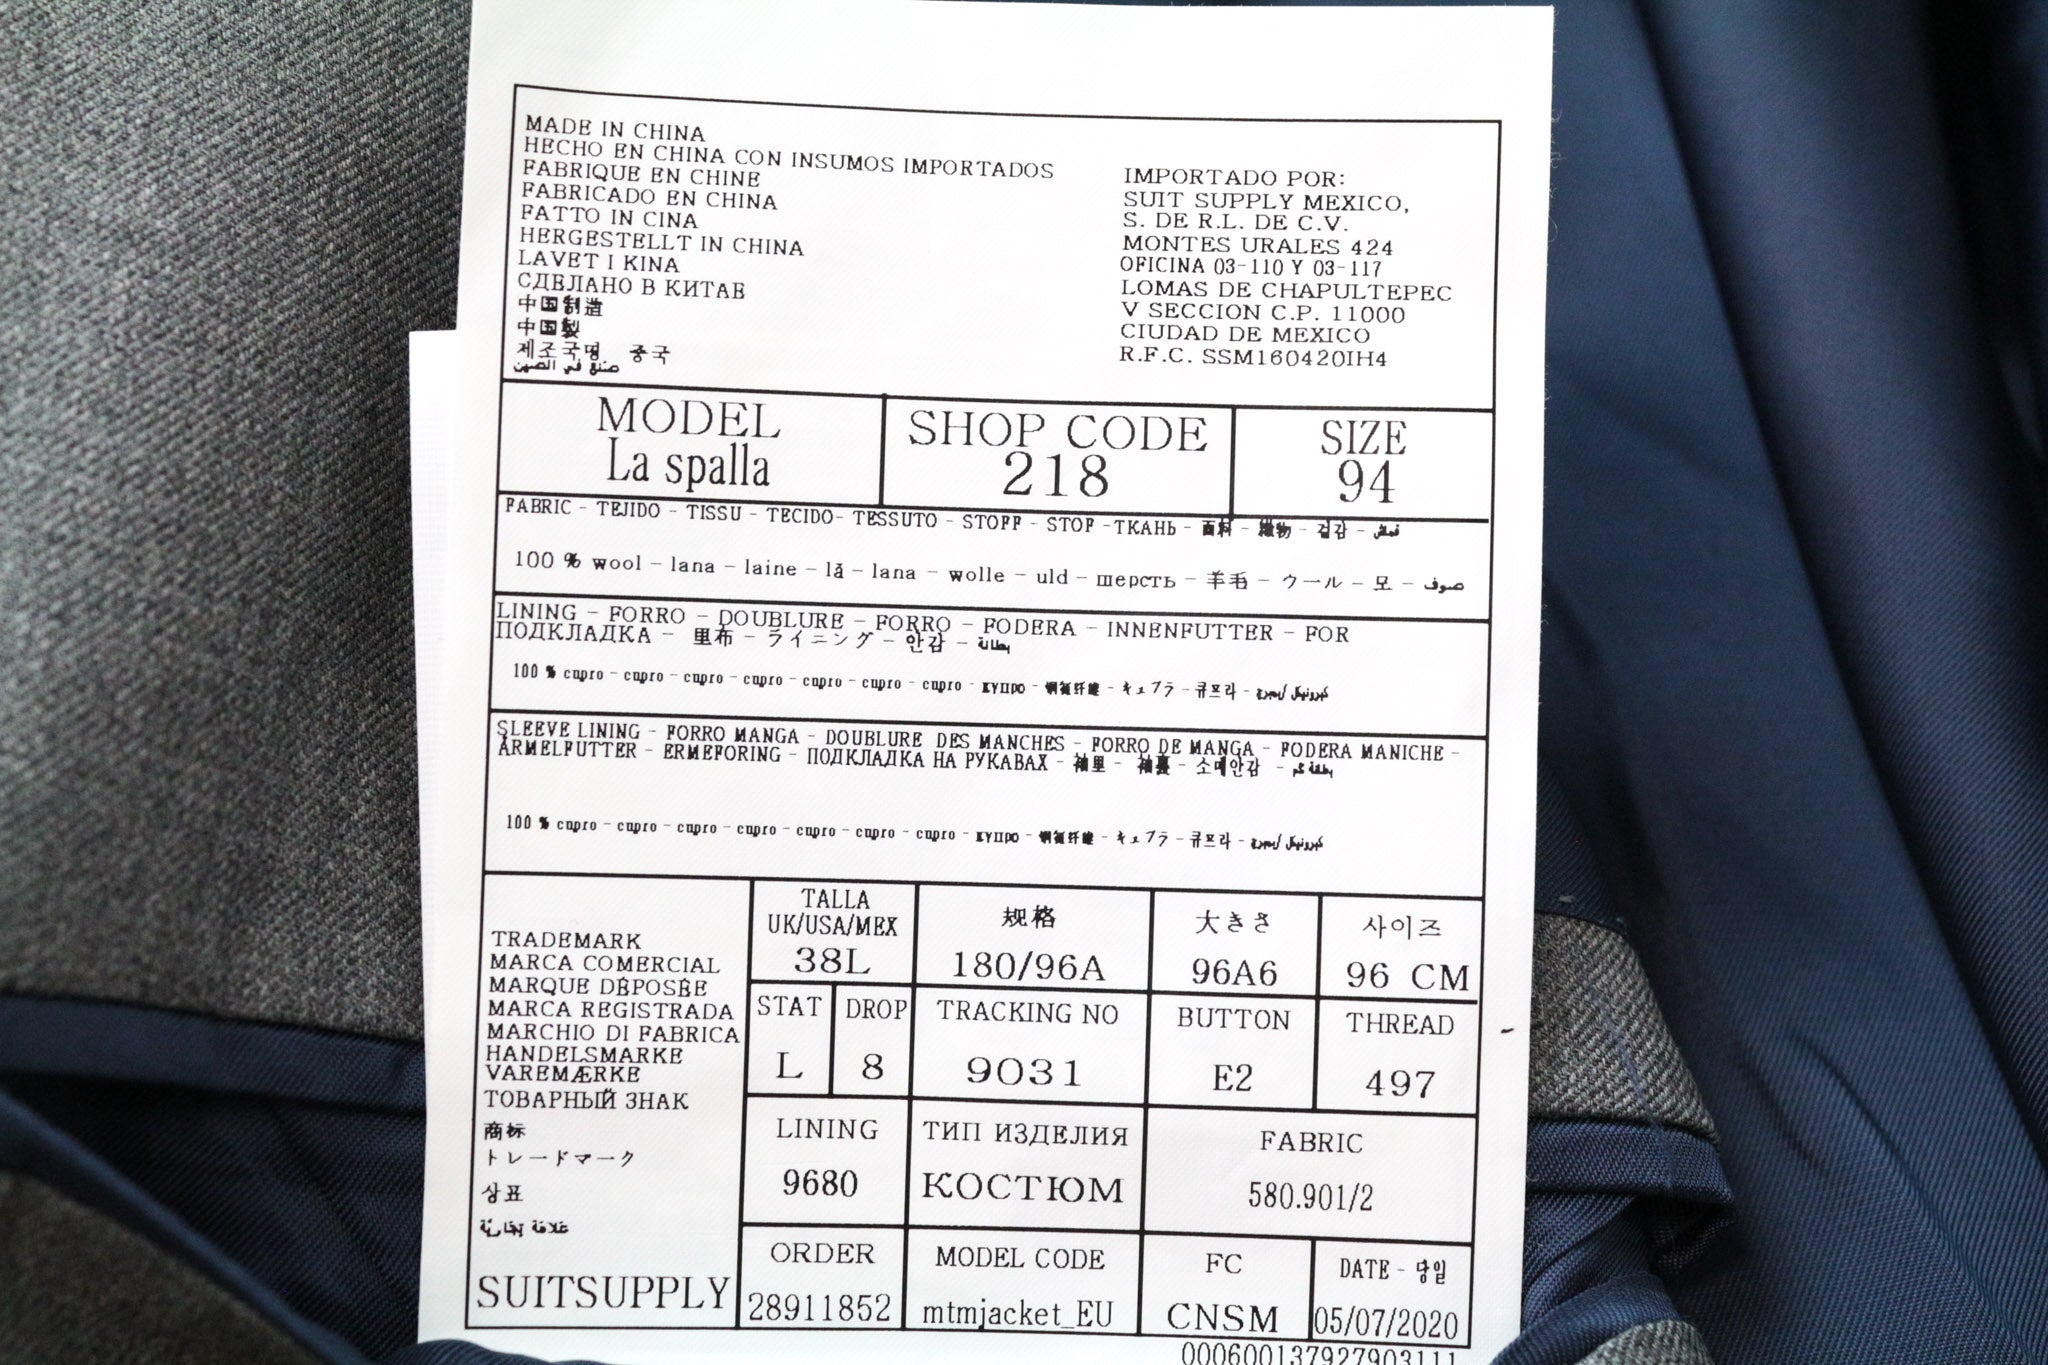 MADE IN CHINA
HECHO EN CHINA CON INSUMOS IMPORTADOS
FABRIQUE EN CHINE
FABRICADO EN CHINA
FATTO IN CINA
HERGESTELLT IN CHINA
LAVET I KINA
СДЕЛАНО В КИТАЕ
中国制造
中国製
제조국명 중국
صنع في الصين
IMPORTADO POR:
SUIT SUPPLY MEXICO,
S. DE R.L. DE C.V.
MONTES URALES 424
OFICINA 03-110 Y 03-117
LOMAS DE CHAPULTEPEC
V SECCION C.P. 11000
CIUDAD DE MEXICO
R.F.C. SSM160420IH4
MODEL
La spalla
SHOP CODE
218
SIZE
94
FABRIC - TEJIDO - TISSU - TECIDO- TESSUTO - STOFF - STOF -ТКАНЬ - 面料 - 織物 - 겉감 - قماش
100 % wool - lana - laine - lã - lana - wolle - uld - шерсть - 羊毛 - ウール - 모 - صوف
LINING - FORRO - DOUBLURE - FORRO - FODERA - INNENFUTTER - FOR
ПОДКЛАДКА - 里布 - ライニング - 안감 - بطانة
100 % cupro - cupro - cupro - cupro - cupro - cupro - cupro - купро - 铜氨纤维 - キュプラ - 큐프라 -
SLEEVE LINING - FORRO MANGA - DOUBLURE DES MANCHES - FORRO DE MANGA - FODERA MANICHE -
ÄRMELFUTTER - ERMEFORING - ПОДКЛАДКА НА РУКАВАХ - 袖里 - 袖裏 - 소매안감 - بطانة كم
100 % cupro - cupro - cupro - cupro - cupro - cupro - cupro - купро - 铜氨纤维 - キュプラ - 큐프라 -
TRADEMARK
MARCA COMERCIAL
MARQUE DÉPOSÉE
MARCA REGISTRADA
MARCHIO DI FABRICA
HANDELSMARKE
VAREMÆRKE
ТОВАРНЫЙ ЗНАК
商标
トレードマーク
상표
علامة تجارية
SUITSUPPLY
TALLA
UK/USA/MEX
38L
规格
180/96A
大きさ
96A6
사이즈
96 CM
STAT
L
DROP
8
TRACKING NO
9031
BUTTON
E2
THREAD
497
LINING
9680
ТИП ИЗДЕЛИЯ
КОСТЮМ
FABRIC
580.901/2
ORDER
28911852
MODEL CODE
mtmjacket_EU
FC
CNSM
DATE - 당일
05/07/2020
000600137927903111